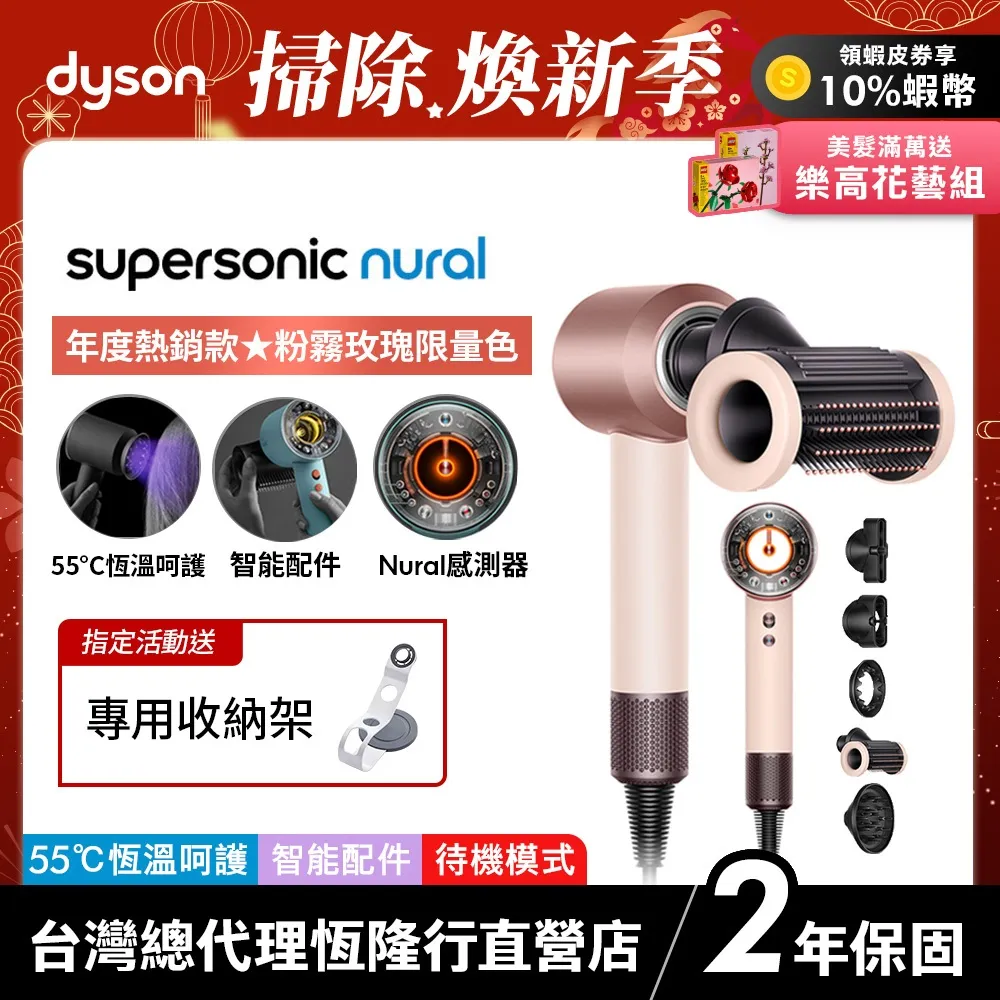 dyson
掃除.煥新季
領蝦皮券享
S
10%蝦幣
美髮滿萬送
樂高花藝組
supersonic nural
年度熱銷款★粉霧玫瑰限量色
55°C恆溫呵護
智能配件
Nural感測器
指定活動送
專用收納架
55℃恆溫呵護
智能配件
待機模式
台灣總代理恆隆行直營店
2年保固